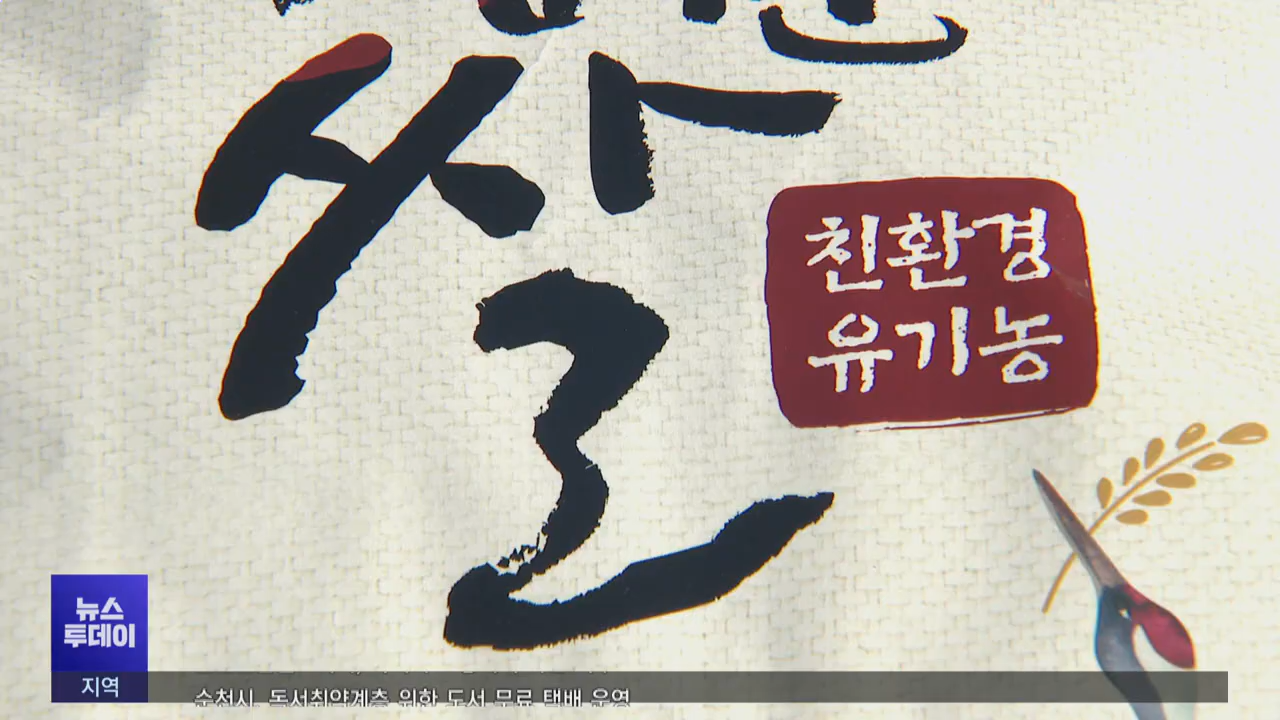 쌀
친환경
유기농
뉴스
투데이
지역
순천시, 독서취약계층 위한 도서 무료 택배 운영